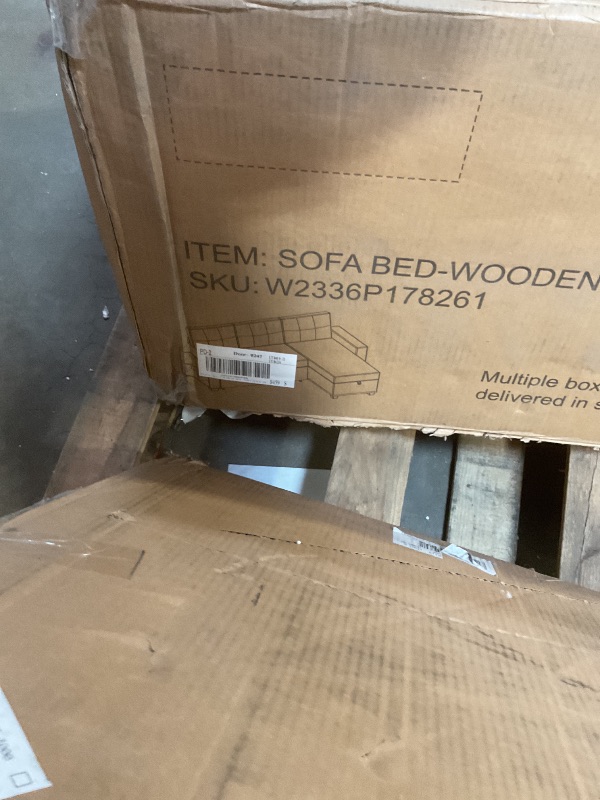 ITEM: SOFA BED-WOODEN
SKU: W2336P178261
Multiple box
delivered in s